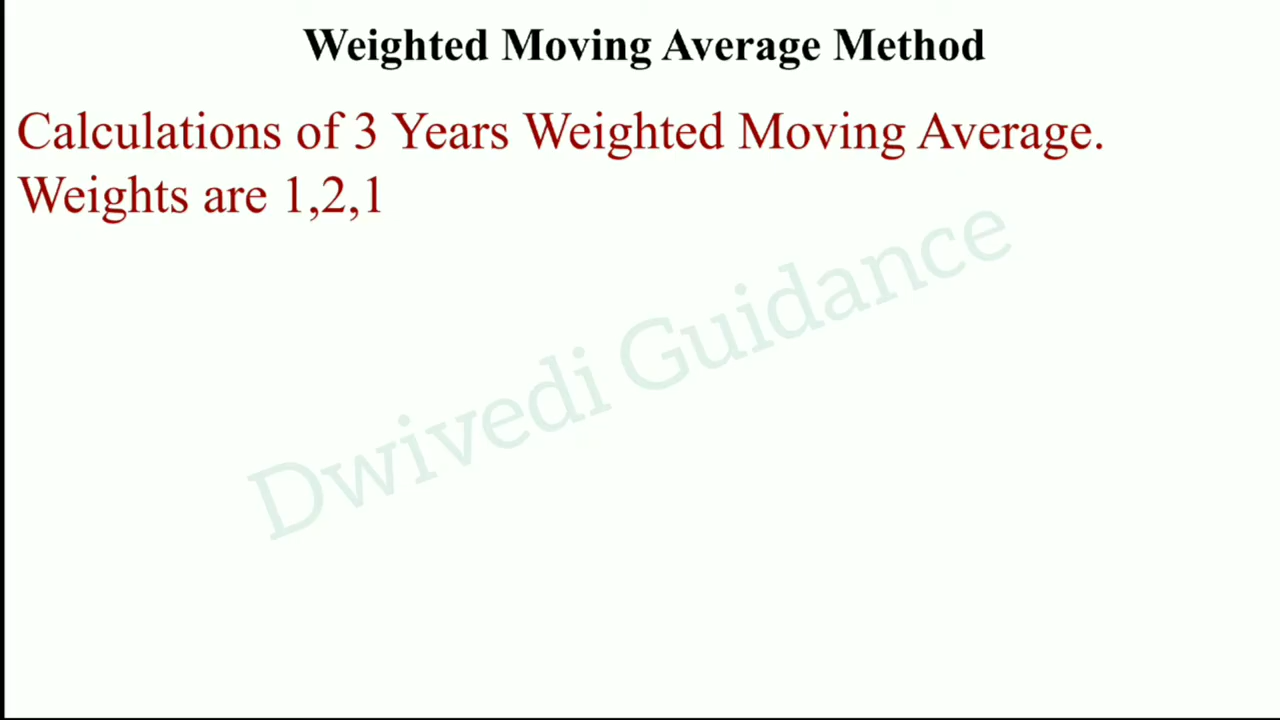 Weighted Moving Average Method
Calculations of 3 Years Weighted Moving Average.
Weights are 1,2,1
Dwivedi Guidance